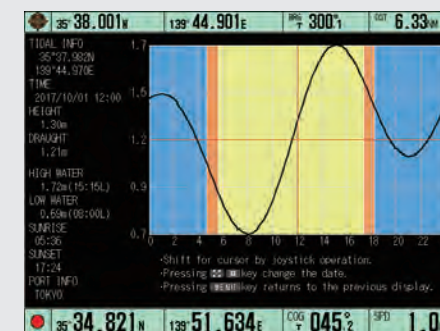 35° 38.001N 139° 44.901E BRG T 300°1 DST 6.33NM
TIDAL INFO
35°37.982N
139°44.970E
TIME
2017/10/01 12:00
HEIGHT
1.30m
DRAUGHT
1.21m
HIGH WATER
1.72m(15:15L)
LOW WATER
0.69m(08:00L)
SUNRISE
05:36
SUNSET
17:24
PORT INFO
TOKYO
1.7
1.5
1.2
0.9
0.7
0 2 4 6 8 10 12 14 16 18 20 22
·Shift for cursor by joystick operation.
·Pressing key change the date.
·Pressing MENU key returns to the previous display.
35° 34.821N 139° 51.634E COG T 045° SPD 1.0